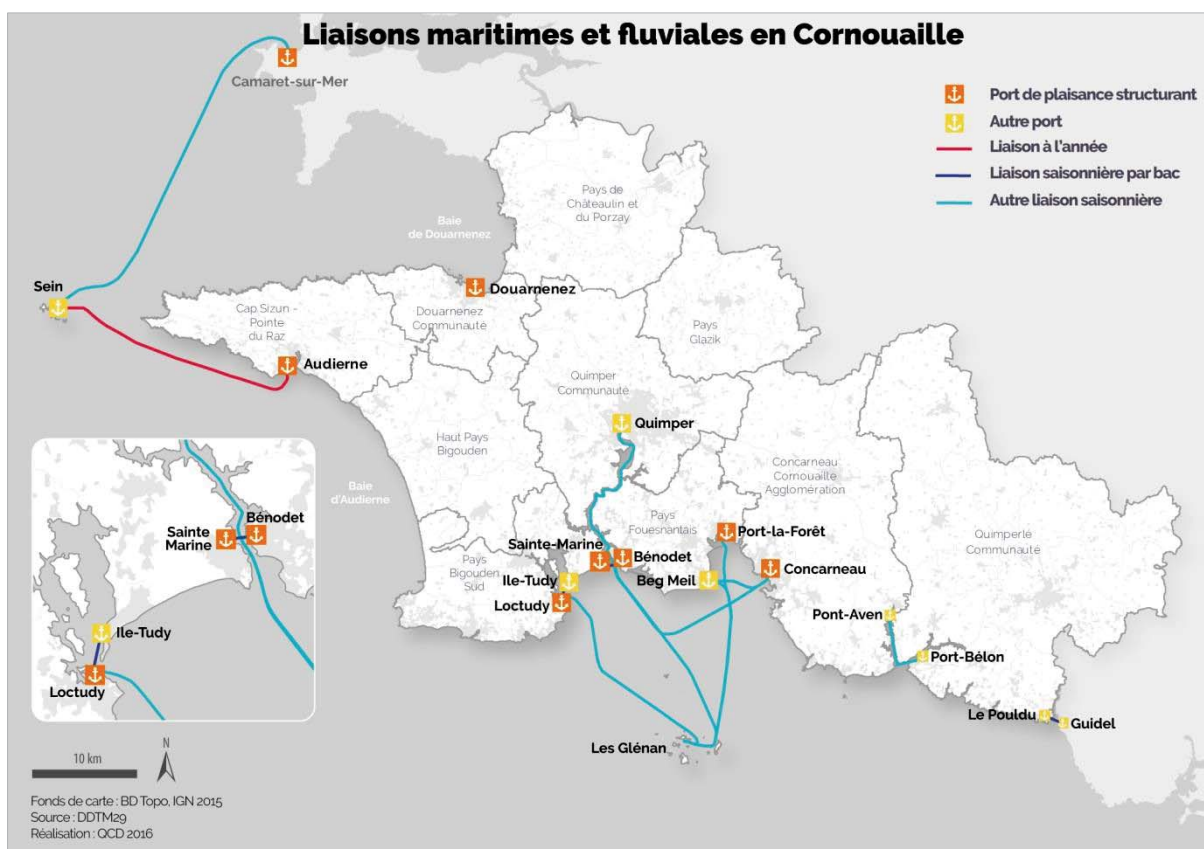 Liaisons maritimes et fluviales en Cornouaille
Camaret-sur-Mer
Port de plaisance structurant
Autre port
Liaison à l'année
Liaison saisonnière par bac
Autre liaison saisonnière
Pays de
Châteaulin et
du Porzay
Baie
de Douarnenez
Sein
Douarnenez
Cap Sizun -
Pointe
du Raz
Douarnenez
Communauté
Pays
Glazik
Audierne
Quimper
Communauté
Quimper
Haut Pays
Bigouden
Concarneau
Cornouaille
Agglomération
Baie
d'Audierne
Pays
Fouesnantais
Port-la-Forêt
Quimperlé
Communauté
Sainte-Marine
Bénodet
Concarneau
Pays
Bigouden
Sud
Ile-Tudy
Beg Meil
Loctudy
Pont-Aven
Port-Bélon
Le Pouldu
Guidel
Les Glénan
Bénodet
Sainte
Marine
Ile-Tudy
Loctudy
10 km
N
Fonds de carte : BD Topo, IGN 2015
Source : DDTM29
Réalisation : QCD 2016